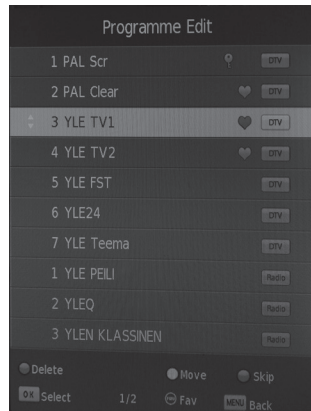 Programme Edit
1 PAL Scr DTV
2 PAL Clear DTV
3 YLE TV1 DTV
4 YLE TV2 DTV
5 YLE FST DTV
6 YLE24 DTV
7 YLE Teema DTV
1 YLE PEILI Radio
2 YLEQ Radio
3 YLEN KLASSINEN Radio
Delete Move Skip
OK Select 1/2 Fav MENU Back